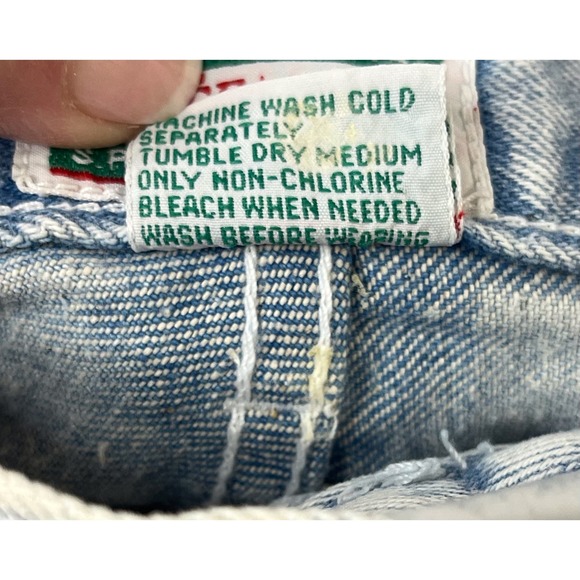 MACHINE WASH COLD
SEPARATELY
TUMBLE DRY MEDIUM
ONLY NON-CHLORINE
BLEACH WHEN NEEDED
WASH BEFORE WEARING